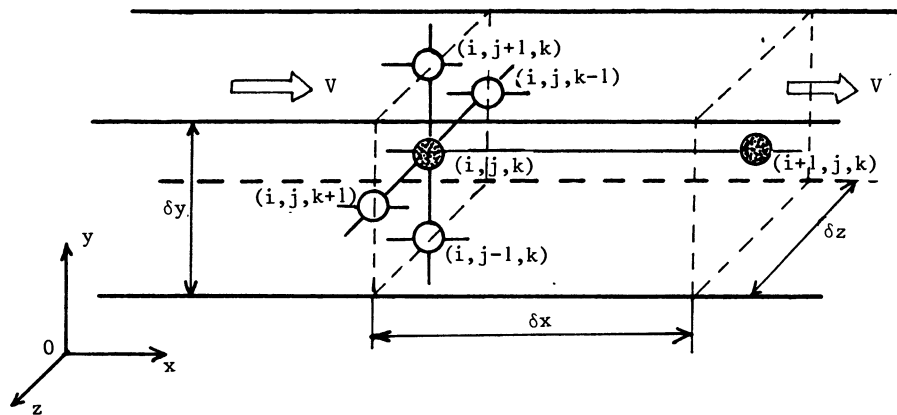 (i,j+1,k)
(i,j,k-1)
V
V
(i,j,k)
(i+1,j,k)
(i,j,k+1)
δy
δz
(i,j-1,k)
y
δx
0
x
z